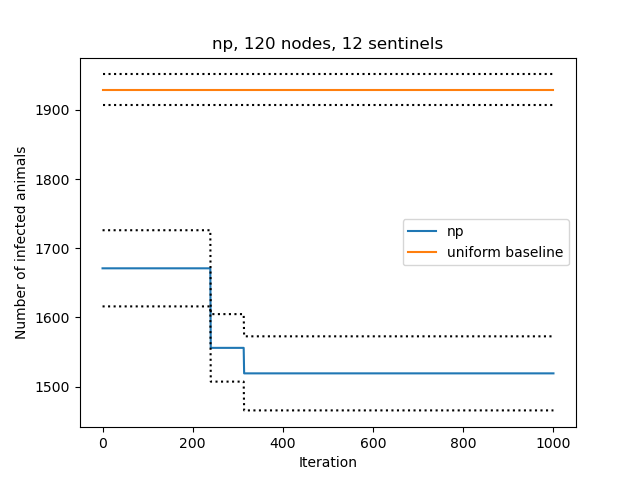 np, 120 nodes, 12 sentinels
Number of infected animals
1900
1800
1700
1600
1500
np
uniform baseline
0 200 400 600 800 1000
Iteration